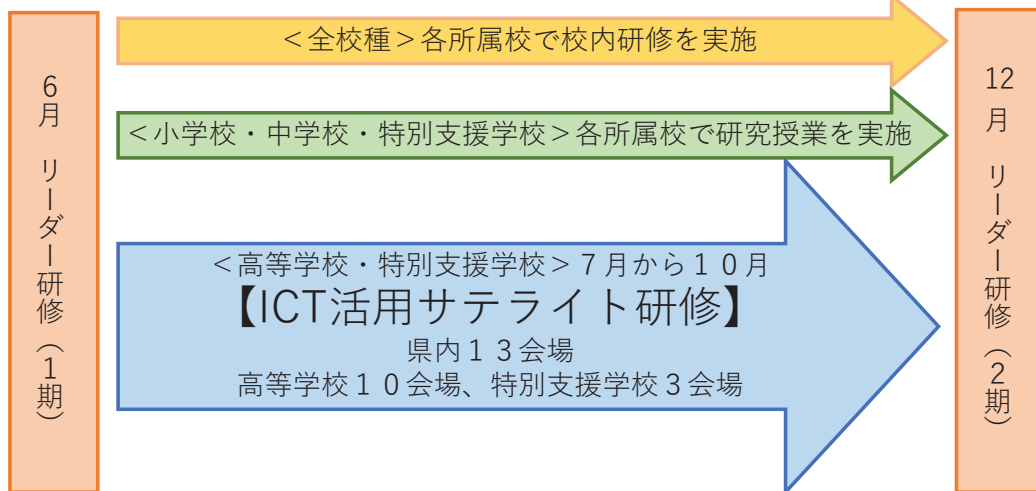 6月 リーダー研修(1期)
＜全校種＞各所属校で校内研修を実施
＜小学校・中学校・特別支援学校＞各所属校で研究授業を実施
＜高等学校・特別支援学校＞７月から１０月
【ICT活用サテライト研修】
県内１３会場
高等学校１０会場、特別支援学校３会場
12月 リーダー研修(2期)